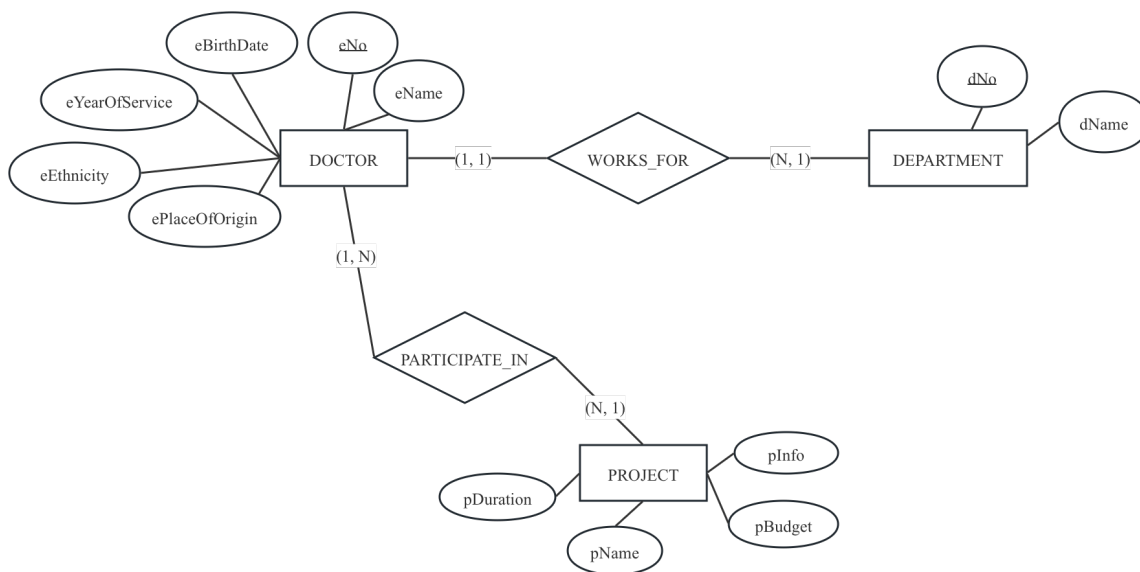 eBirthDate
eNo
eName
eYearOfService
eEthnicity
ePlaceOfOrigin
DOCTOR
(1, 1)
WORKS_FOR
(N, 1)
dNo
dName
DEPARTMENT
(1, N)
PARTICIPATE_IN
(N, 1)
PROJECT
pInfo
pDuration
pBudget
pName